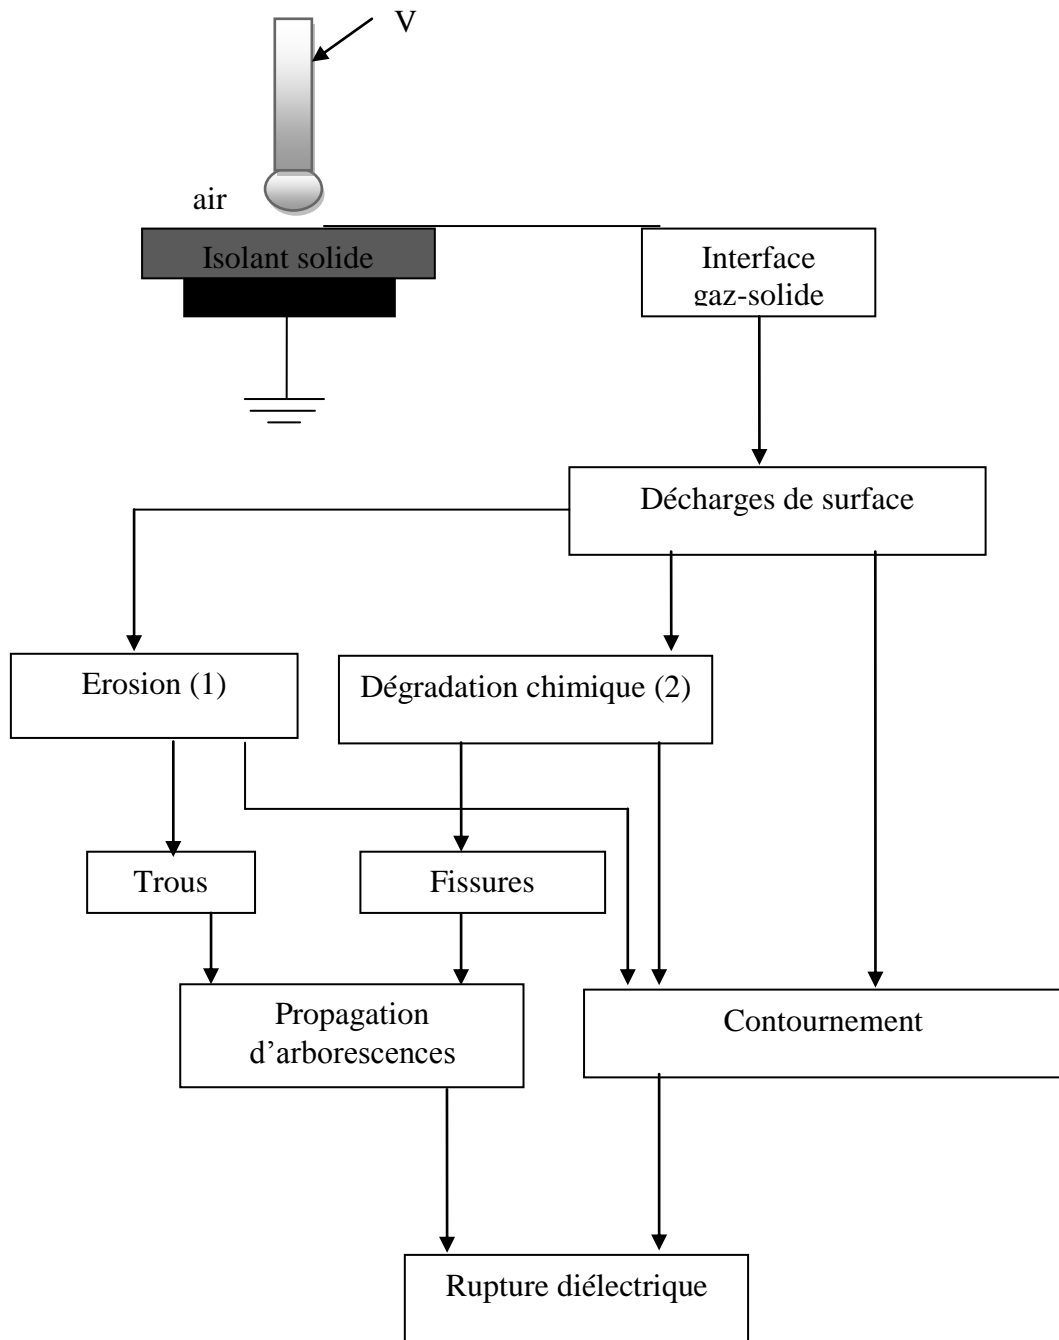 V
air
Isolant solide
Interface
gaz-solide
Décharges de surface
Erosion (1)
Dégradation chimique (2)
Trous
Fissures
Propagation
d’arborescences
Contournement
Rupture diélectrique